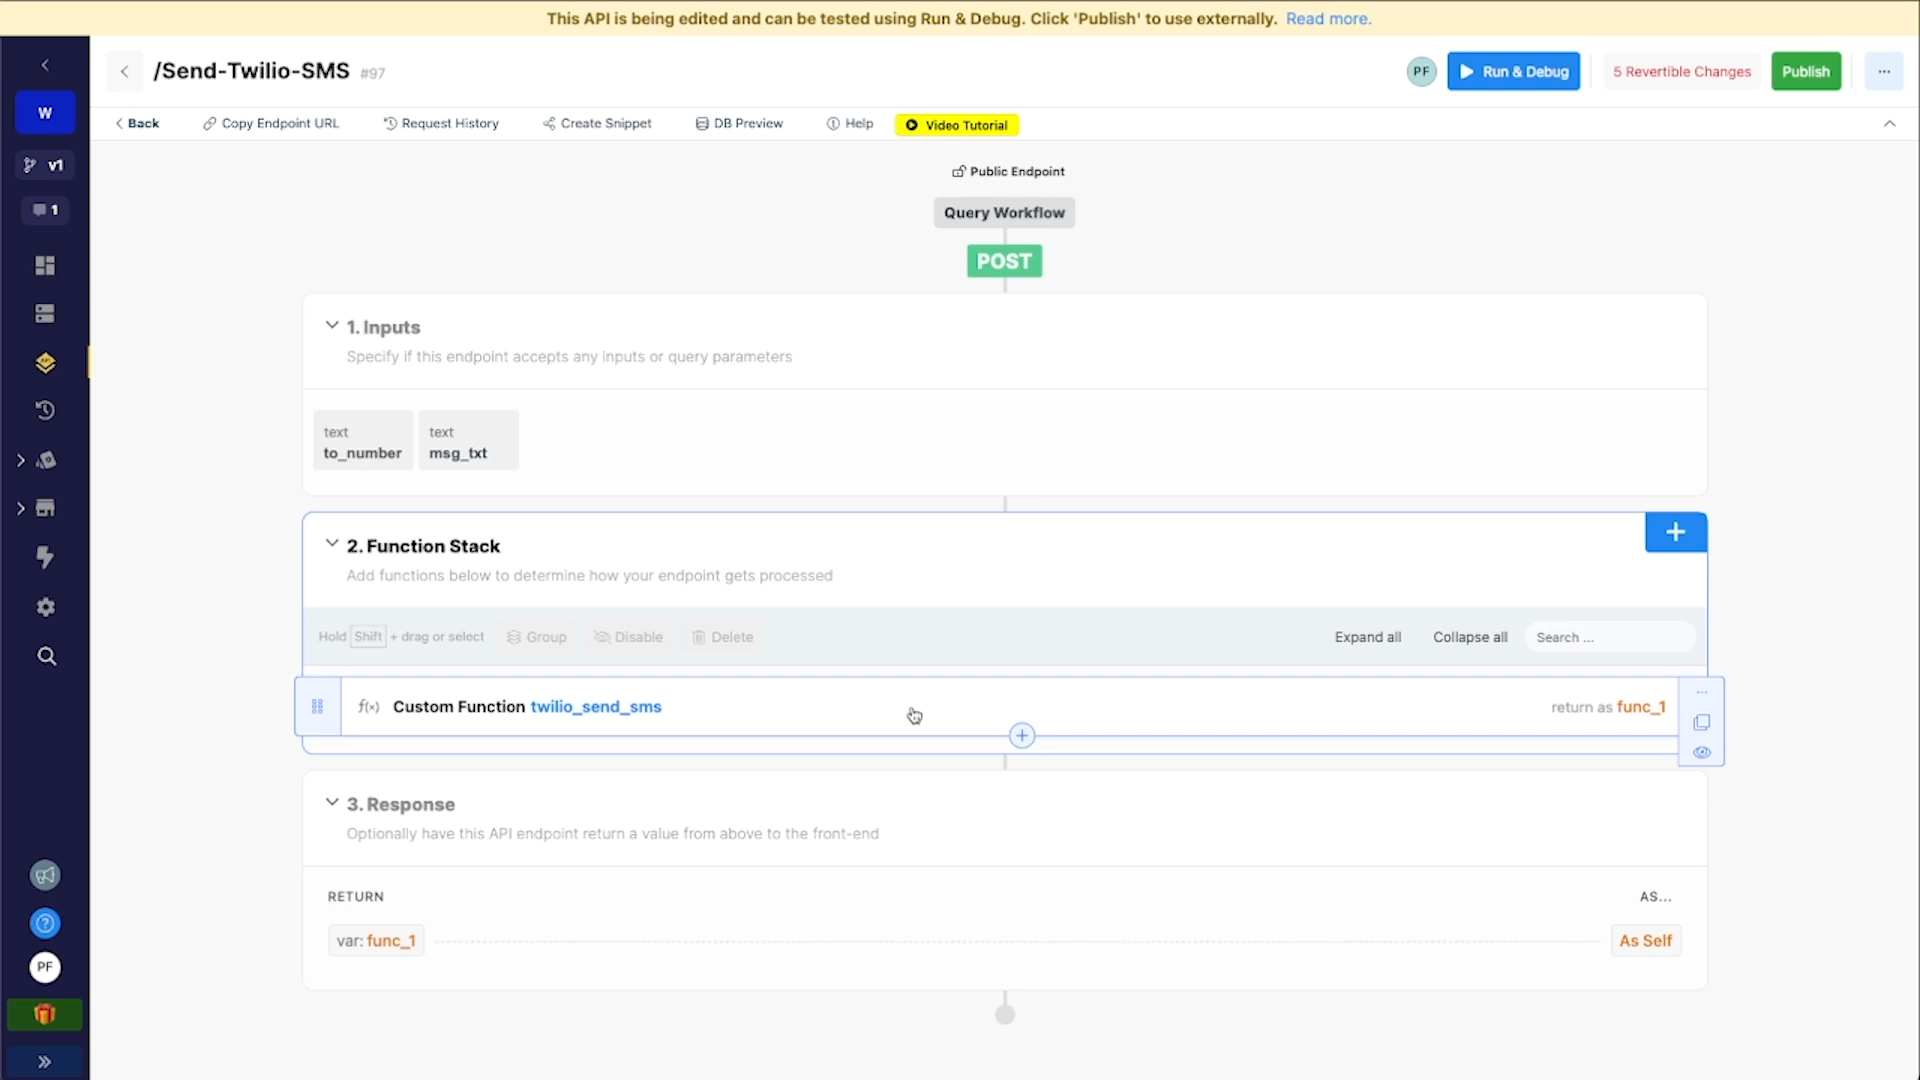 This API is being edited and can be tested using Run & Debug. Click 'Publish' to use externally. Read more.
/Send-Twilio-SMS #97
PF
Run & Debug
5 Revertible Changes
Publish
W
Back
Copy Endpoint URL
Request History
Create Snippet
DB Preview
Help
Video Tutorial
v1
1
Public Endpoint
Query Workflow
POST
1. Inputs
Specify if this endpoint accepts any inputs or query parameters
text
to_number
text
msg_txt
2. Function Stack
Add functions below to determine how your endpoint gets processed
Hold Shift + drag or select
Group
Disable
Delete
Expand all
Collapse all
Search ...
f(x) Custom Function twilio_send_sms
return as func_1
3. Response
Optionally have this API endpoint return a value from above to the front-end
RETURN
AS...
var: func_1
As Self
PF